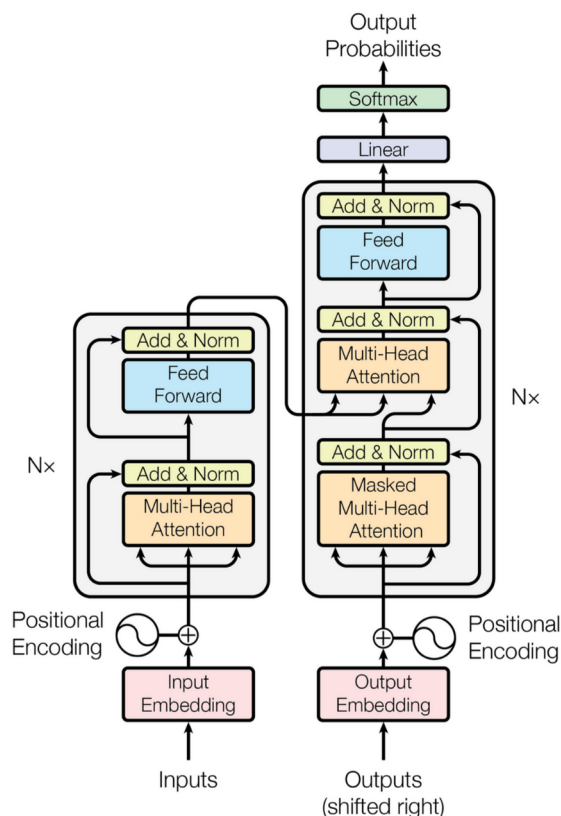 Output
Probabilities
Softmax
Linear
Add & Norm
Feed
Forward
Add & Norm
Multi-Head
Attention
Add & Norm
Masked
Multi-Head
Attention
Nx
Add & Norm
Feed
Forward
Add & Norm
Multi-Head
Attention
Nx
Positional
Encoding
Positional
Encoding
Input
Embedding
Output
Embedding
Inputs
Outputs
(shifted right)